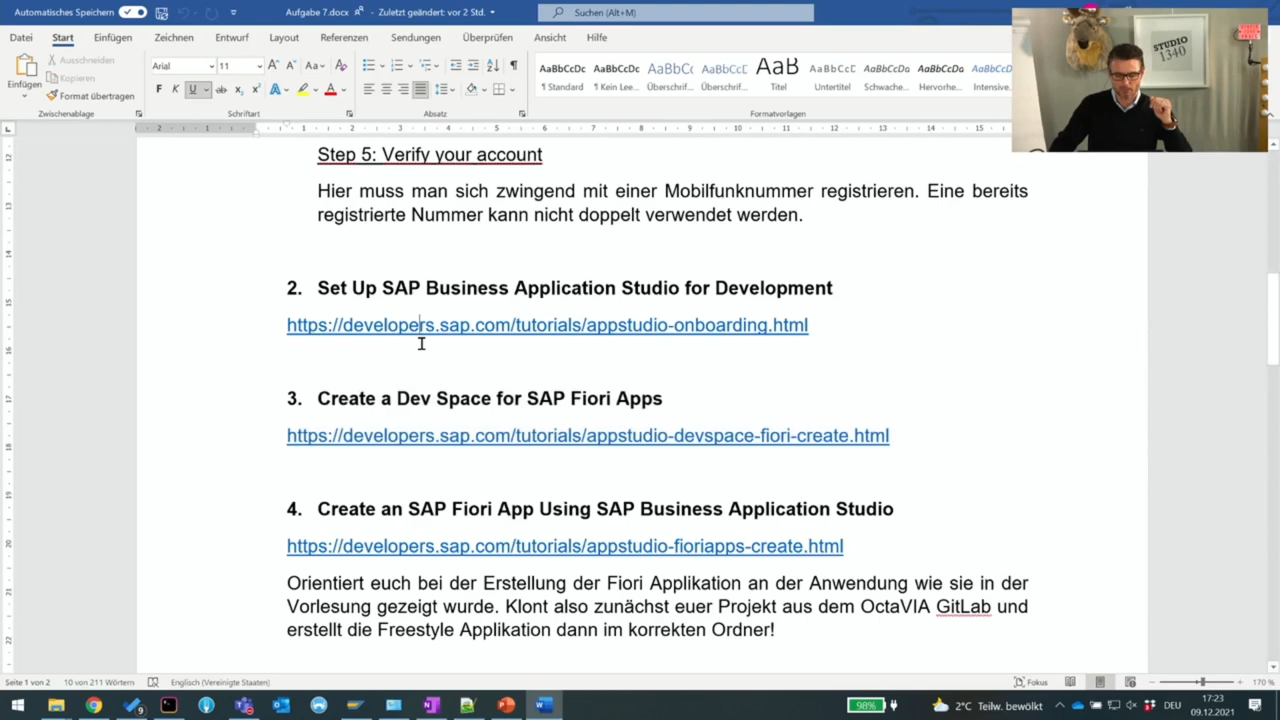 Automatisches Speichern
Aufgabe 7.docx
Zuletzt geändert: vor 2 Std.
Suchen (Alt+M)
Datei Start Einfügen Zeichnen Entwurf Layout Referenzen Sendungen Überprüfen Ansicht Hilfe
Einfügen
Ausschneiden
Kopieren
Format übertragen
Zwischenablage
Arial 11
Schriftart
Absatz
AaBbCcDc AaBbCcDc AaBbCc AaBbCcDc AaB AaBbCcD AaBbCcDc AaBbCcDc AaBbCcD
¶ Standard ¶ Kein Lee... Überschrif... Überschrif... Titel Untertitel Schwache... Hervorhe... Intensive...
Formatvorlagen
STUDIO
1340
Step 5: Verify your account
Hier muss man sich zwingend mit einer Mobilfunknummer registrieren. Eine bereits
registrierte Nummer kann nicht doppelt verwendet werden.
2. Set Up SAP Business Application Studio for Development
https://developers.sap.com/tutorials/appstudio-onboarding.html
3. Create a Dev Space for SAP Fiori Apps
https://developers.sap.com/tutorials/appstudio-devspace-fiori-create.html
4. Create an SAP Fiori App Using SAP Business Application Studio
https://developers.sap.com/tutorials/appstudio-fioriapps-create.html
Orientiert euch bei der Erstellung der Fiori Applikation an der Anwendung wie sie in der
Vorlesung gezeigt wurde. Klont also zunächst euer Projekt aus dem OctaVIA GitLab und
erstellt die Freestyle Applikation dann im korrekten Ordner!
Seite 1 von 2 10 von 211 Wörtern Englisch (Vereinigte Staaten) Fokus 170 %
98% 2°C Teilw. bewölkt DEU 17:23
09.12.2021